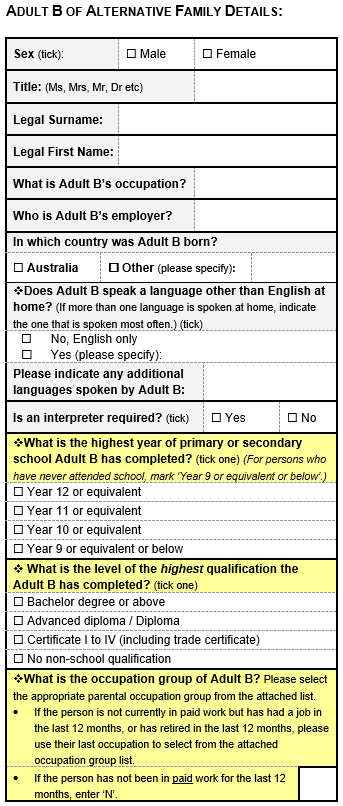 ADULT B OF ALTERNATIVE FAMILY DETAILS:
Sex (tick): ☐ Male ☐ Female
Title: (Ms, Mrs, Mr, Dr etc)
Legal Surname:
Legal First Name:
What is Adult B's occupation?
Who is Adult B's employer?
In which country was Adult B born?
☐ Australia ☐ Other (please specify):
❖Does Adult B speak a language other than English at
home? (If more than one language is spoken at home, indicate
the one that is spoken most often.) (tick)
☐ No, English only
☐ Yes (please specify):
Please indicate any additional
languages spoken by Adult B:
Is an interpreter required? (tick) ☐ Yes ☐ No
❖What is the highest year of primary or secondary
school Adult B has completed? (tick one) (For persons who
have never attended school, mark 'Year 9 or equivalent or below'.)
☐ Year 12 or equivalent
☐ Year 11 or equivalent
☐ Year 10 or equivalent
☐ Year 9 or equivalent or below
❖ What is the level of the highest qualification the
Adult B has completed? (tick one)
☐ Bachelor degree or above
☐ Advanced diploma / Diploma
☐ Certificate I to IV (including trade certificate)
☐ No non-school qualification
❖What is the occupation group of Adult B? Please select
the appropriate parental occupation group from the attached list.
• If the person is not currently in paid work but has had a job in
the last 12 months, or has retired in the last 12 months, please
use their last occupation to select from the attached
occupation group list.
• If the person has not been in paid work for the last 12
months, enter 'N'.